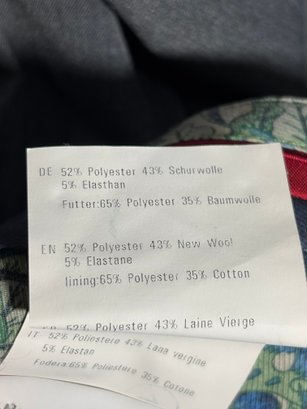 DE 52% Polyester 43% Schurwolle
5% Elasthan
Futter:65% Polyester 35% Baumwolle
EN 52% Polyester 43% New Wool
5% Elastane
lining:65% Polyester 35% Cotton
52% Polyester 43% Laine Vierge
IT 52% Poliestere 43% Lana vergine
5% Elastan
Fodera:65% Poliestere 35% Cotone